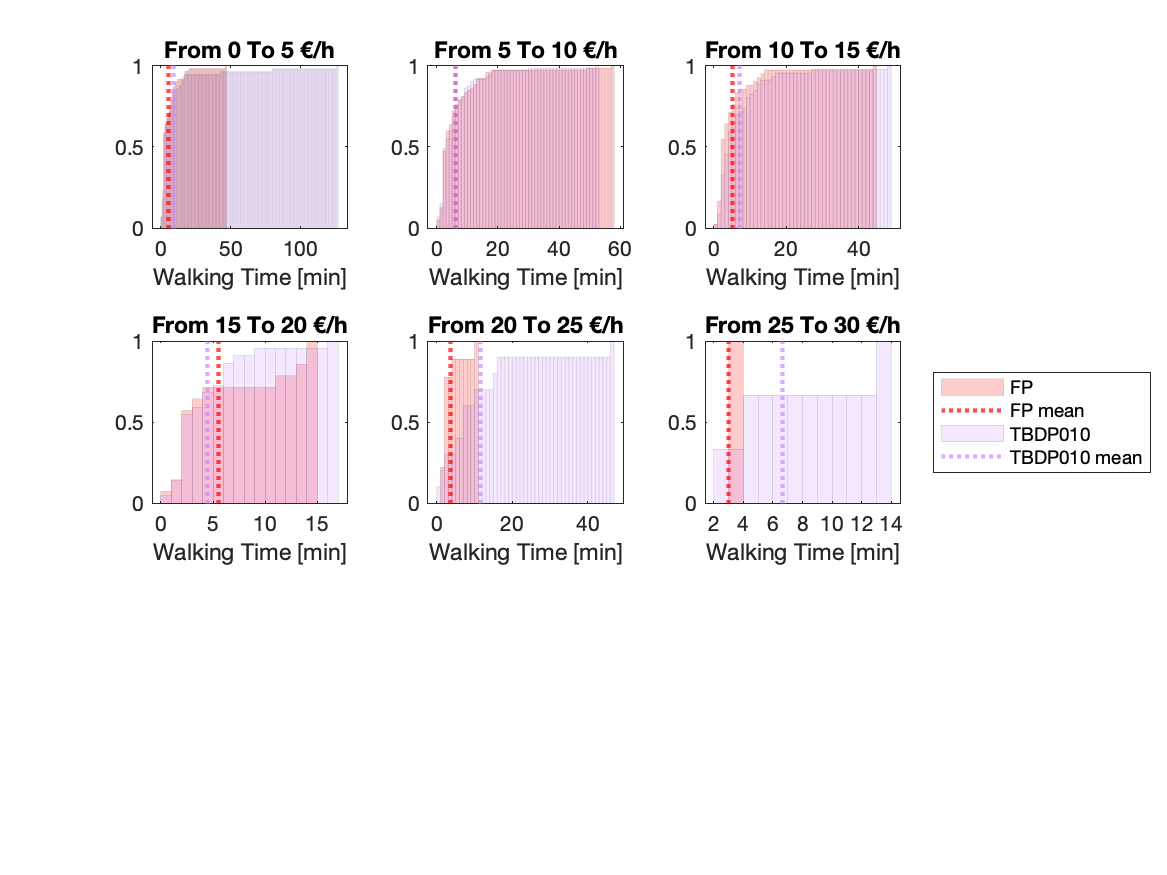 From 0 To 5 €/h
From 5 To 10 €/h
From 10 To 15 €/h
1
0.5
0
0 50 100
Walking Time [min]
1
0.5
0
0 20 40 60
Walking Time [min]
1
0.5
0
0 20 40
Walking Time [min]
From 15 To 20 €/h
From 20 To 25 €/h
From 25 To 30 €/h
1
0.5
0
0 5 10 15
Walking Time [min]
1
0.5
0
0 20 40
Walking Time [min]
1
0.5
0
2 4 6 8 10 12 14
Walking Time [min]
FP
FP mean
TBDP010
TBDP010 mean